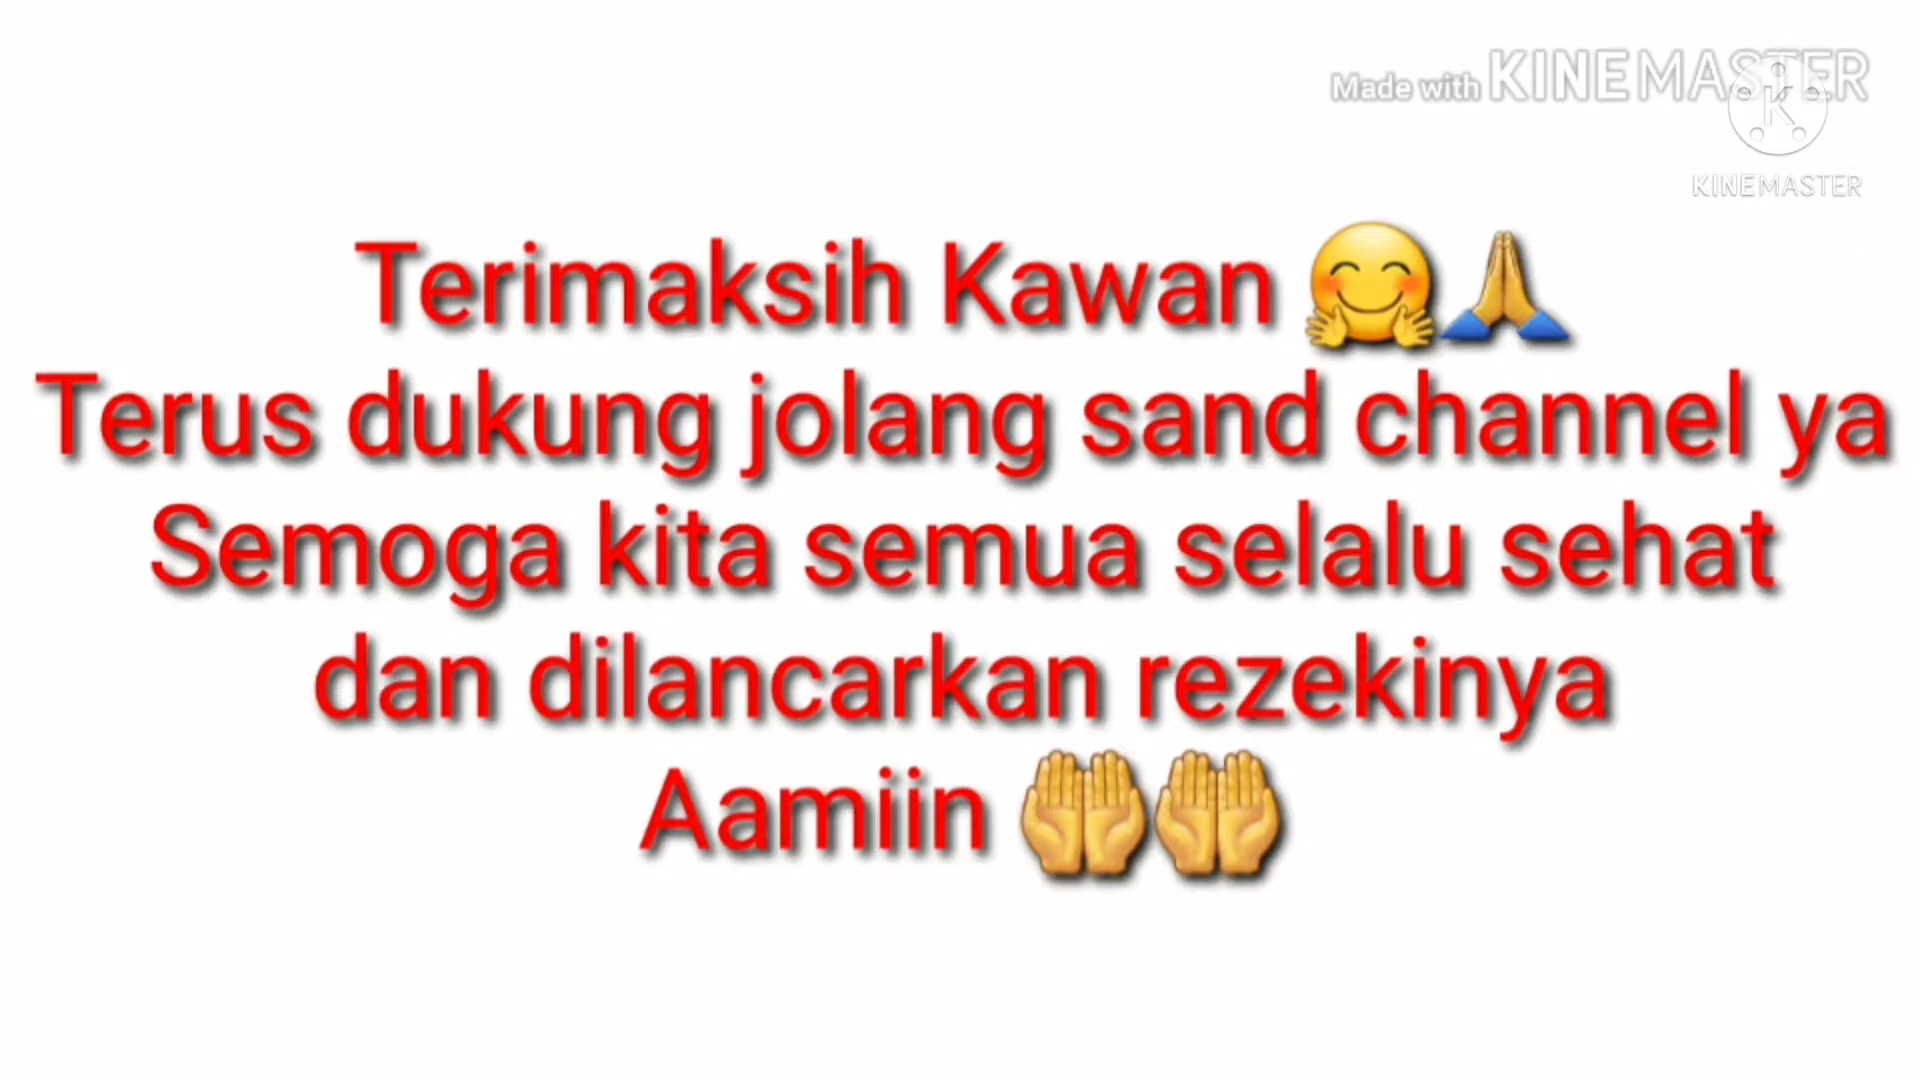 Made with KINEMASTER
K
KINEMASTER
Terimaksih Kawan 🤗🙏
Terus dukung jolang sand channel ya
Semoga kita semua selalu sehat
dan dilancarkan rezekinya
Aamiin 🤲🤲